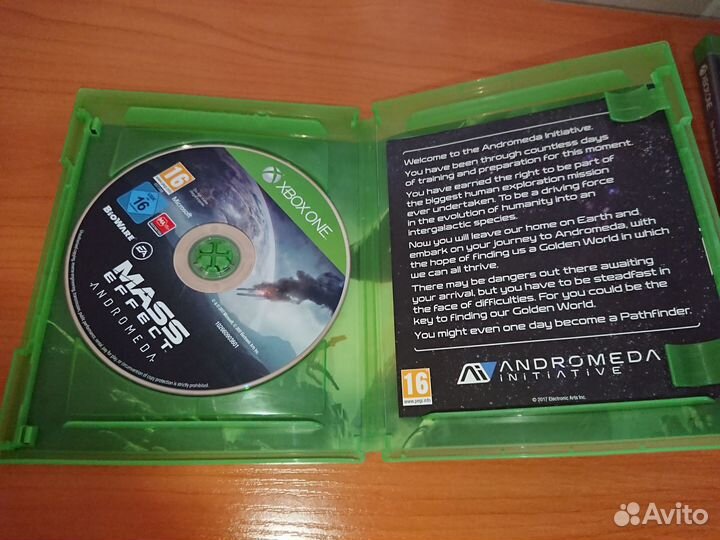 XBOX ONE
16
Microsoft
16
BIOWARE
EA
MASS
EFFECT
ANDROMEDA
Welcome to the Andromeda Initiative.
You have been through countless days
of training and preparation for this moment.
You have earned the right to be part of
the biggest human exploration mission
ever undertaken. To be a driving force
in the evolution of humanity into an
intergalactic species.
Now you will leave our home on Earth and
embark on your journey to Andromeda, with
the hope of finding us a Golden World in which
we can all thrive.
There may be dangers out there awaiting
your arrival, but you have to be steadfast in
the face of difficulties. For you could be the
key to finding our Golden World.
You might even one day become a Pathfinder.
16
www.pegi.info
ANDROMEDA
INITIATIVE
© 2017 Electronic Arts Inc.
XBOX ONE
Avito